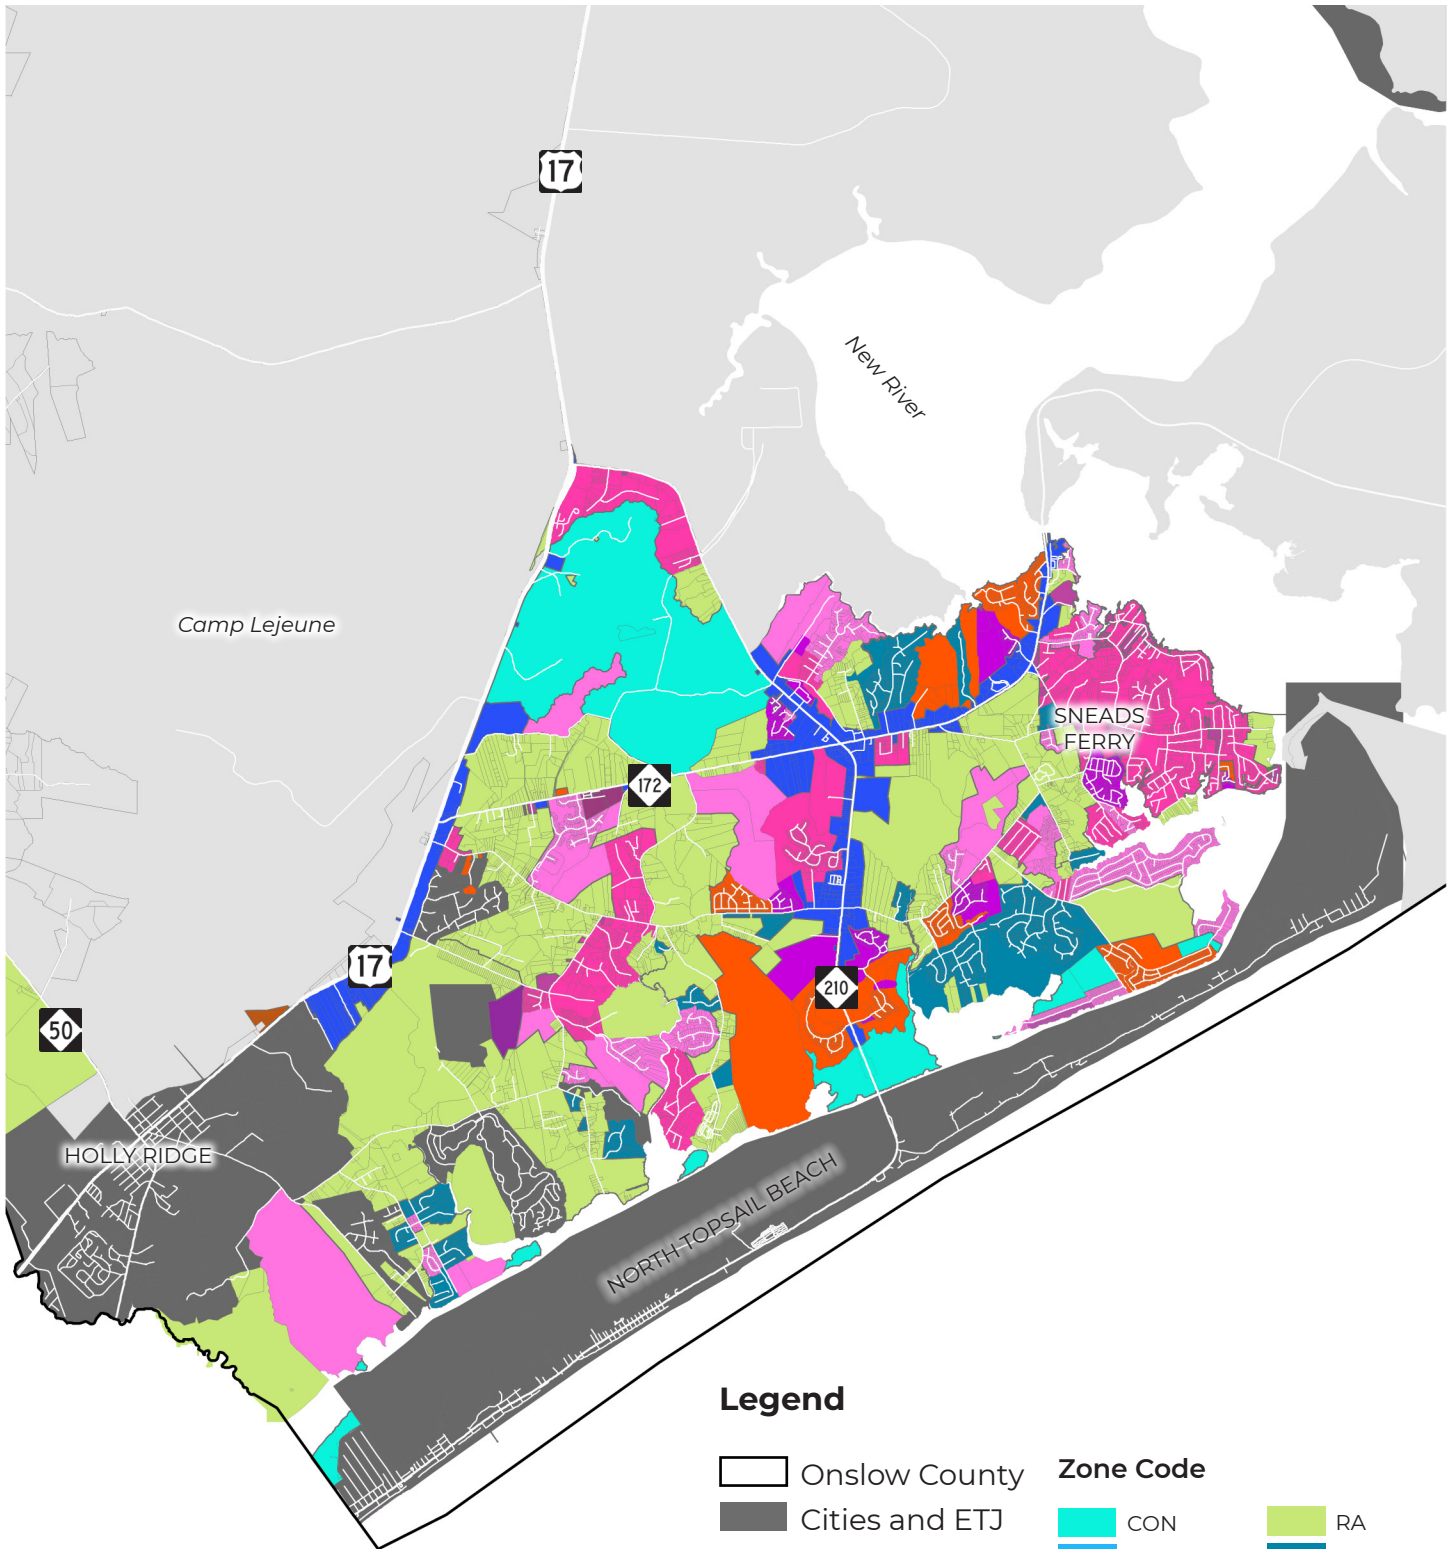 17
New River
Camp Lejeune
SNEADS
FERRY
172
17
210
50
HOLLY RIDGE
NORTH TOPSAIL BEACH
Legend
Onslow County
Cities and ETJ
Zone Code
CON
RA